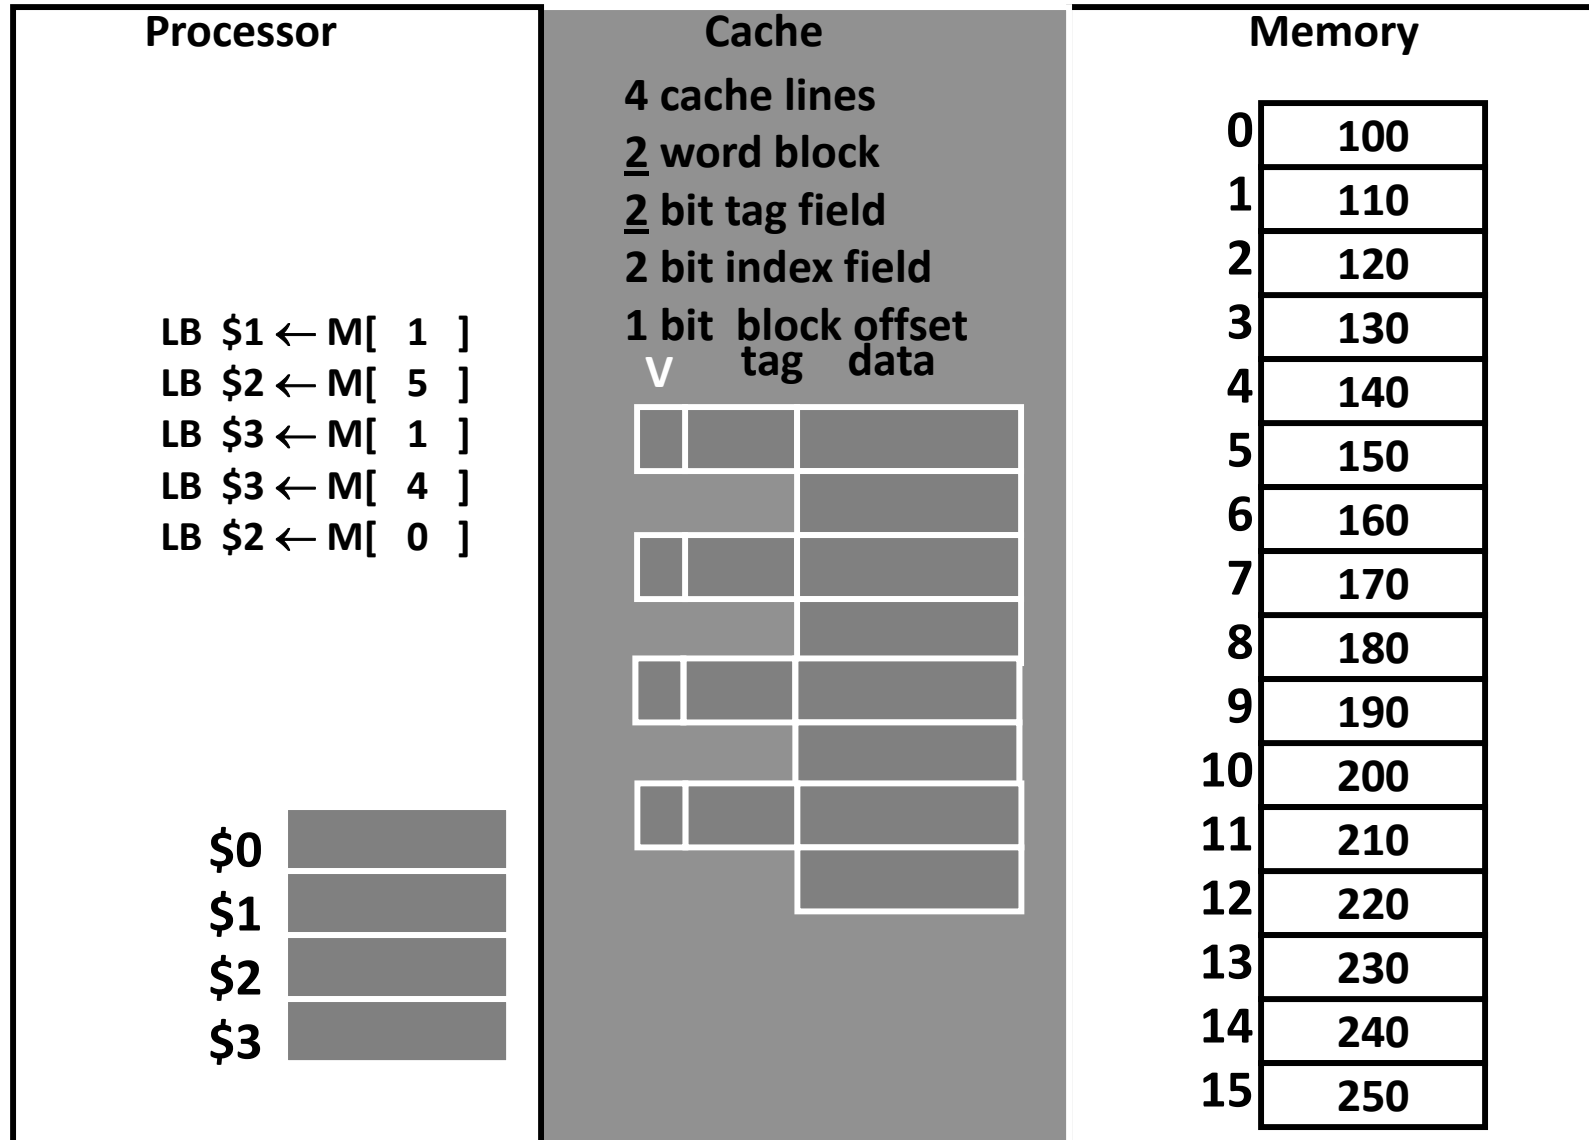 Processor
LB $1 ← M[ 1 ]
LB $2 ← M[ 5 ]
LB $3 ← M[ 1 ]
LB $3 ← M[ 4 ]
LB $2 ← M[ 0 ]
$0
$1
$2
$3
Cache
4 cache lines
2 word block
2 bit tag field
2 bit index field
1 bit block offset
V tag data
Memory
0 100
1 110
2 120
3 130
4 140
5 150
6 160
7 170
8 180
9 190
10 200
11 210
12 220
13 230
14 240
15 250